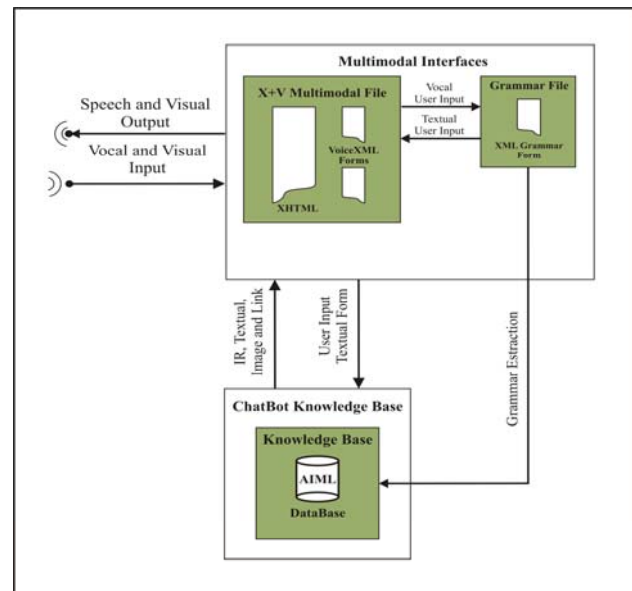 Multimodal Interfaces
X+V Multimodal File
XHTML
VoiceXML
Forms
Vocal
User Input
Textual
User Input
Grammar File
XML Grammar
Form
Speech and Visual
Output
Vocal and Visual
Input
IR, Textual,
Image and Link
User Input
Textual Form
Grammar Estraction
ChatBot Knowledge Base
Knowledge Base
AIML
DataBase